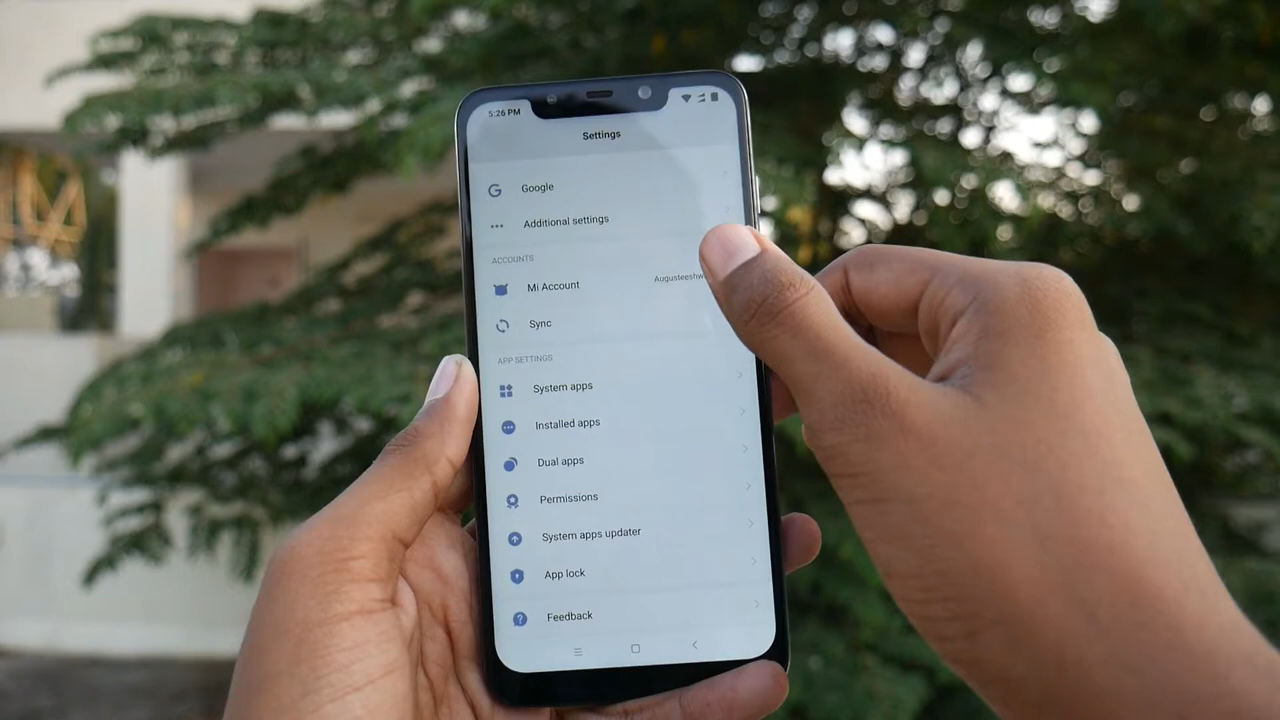 5:26 PM
Settings
Google
Additional settings
ACCOUNTS
Mi Account
Sync
APP SETTINGS
System apps
Installed apps
Dual apps
Permissions
System apps updater
App lock
Feedback